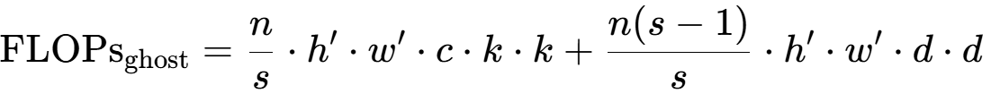 FLOPs_ghost = n/s · h′ · w′ · c · k · k + n(s − 1)/s · h′ · w′ · d · d